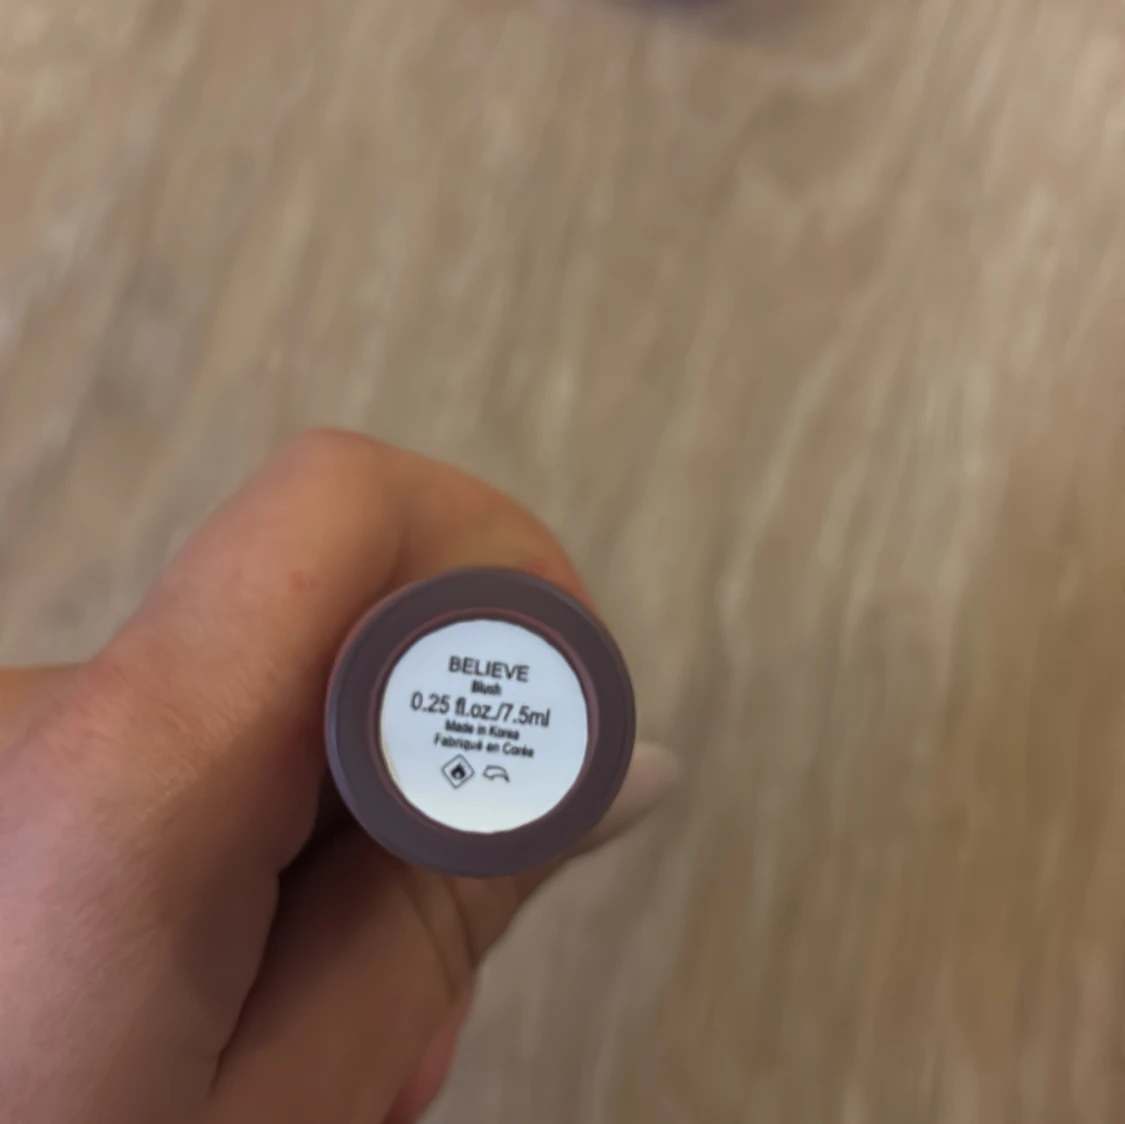 BELIEVE
Blush
0.25 fl.oz./7.5ml
Made in Korea
Fabriqué en Corée